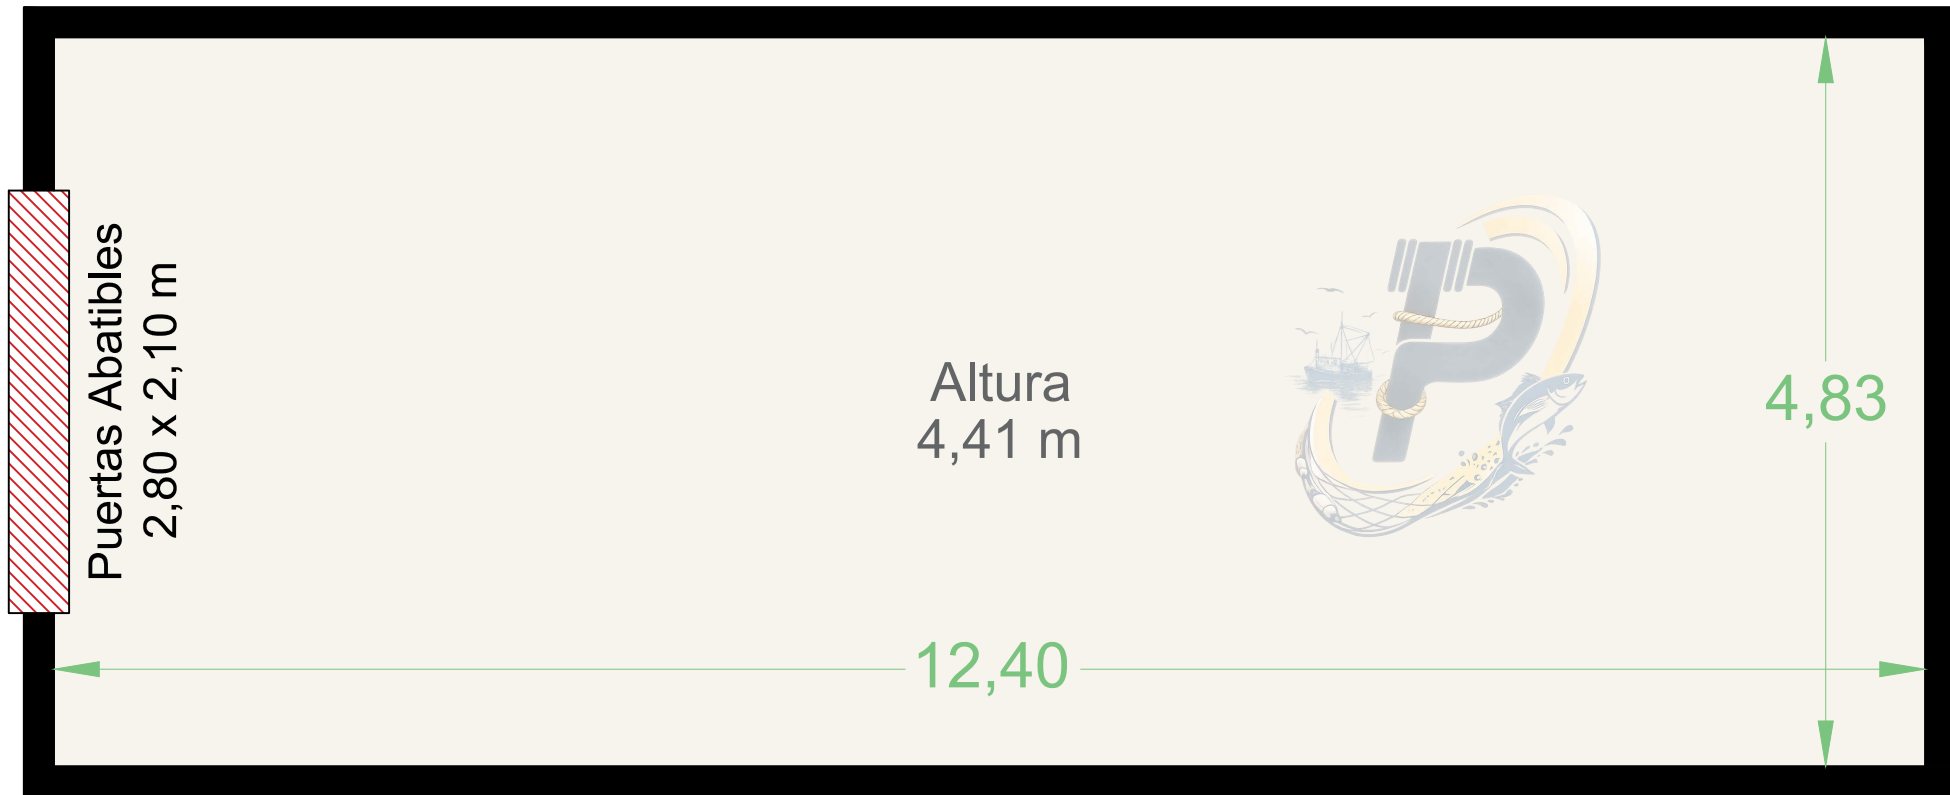 Puertas Abatibles
2,80 x 2,10 m
Altura
4,41 m
4,83
12,40